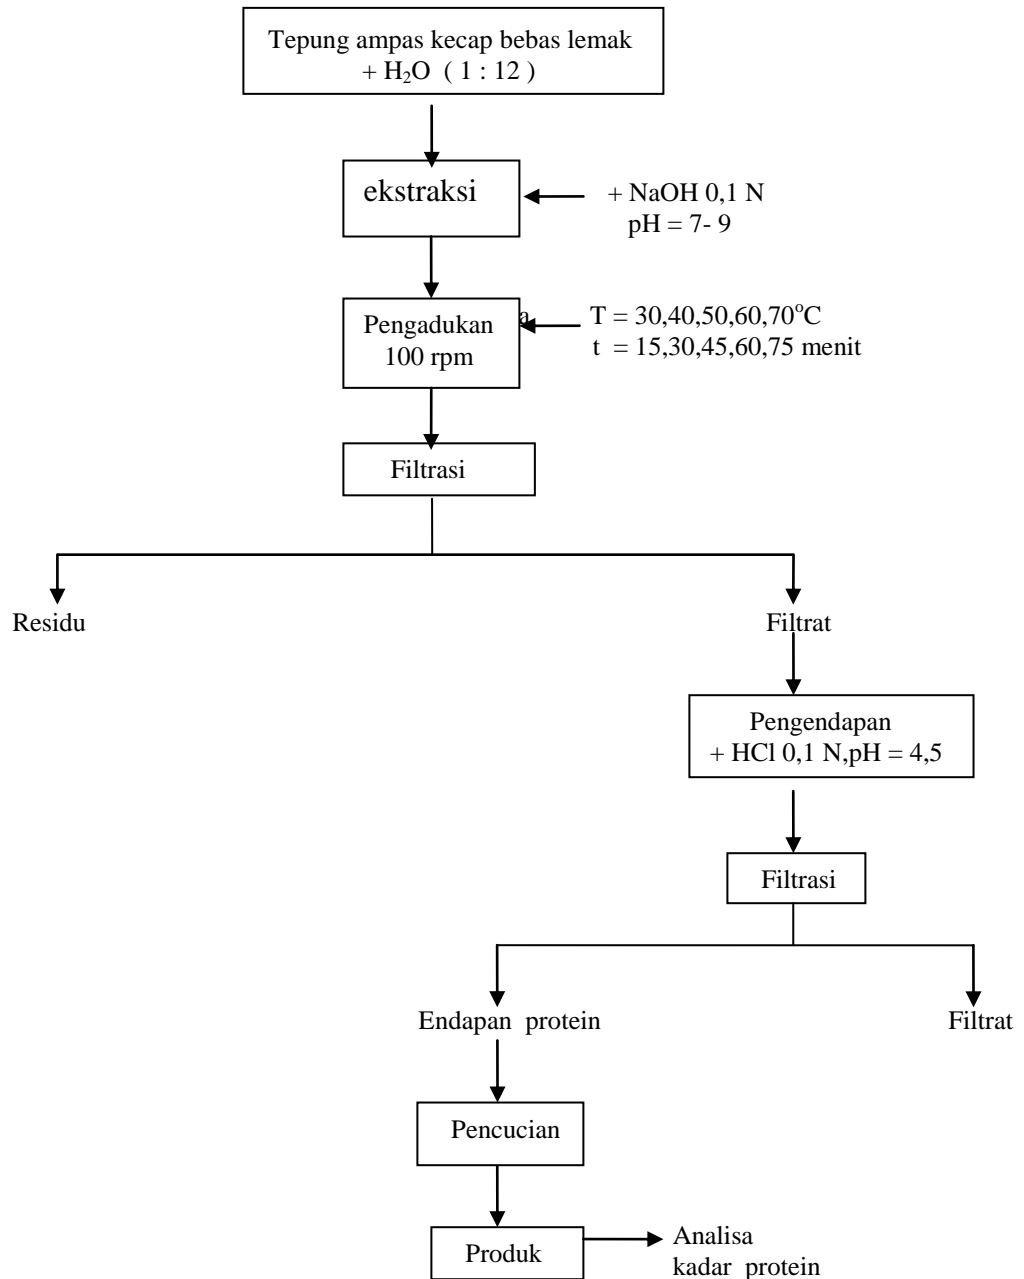 Tepung ampas kecap bebas lemak
+ H₂O ( 1 : 12 )
ekstraksi
+ NaOH 0,1 N
pH = 7- 9
Pengadukan
100 rpm
a
T = 30,40,50,60,70°C
t = 15,30,45,60,75 menit
Filtrasi
Residu
Filtrat
Pengendapan
+ HCl 0,1 N,pH = 4,5
Filtrasi
Endapan protein
Filtrat
Pencucian
Produk
Analisa
kadar protein